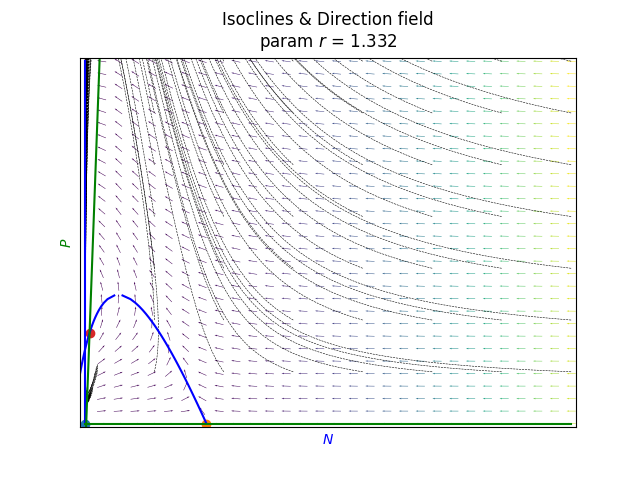 Isoclines & Direction field
param r = 1.332
P
N